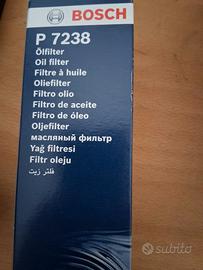 BOSCH
P 7238
Ölfilter
Oil filter
Filtre à huile
Oliefilter
Filtro olio
Filtro de aceite
Filtro de óleo
Oljefilter
масляный фильтр
Yağ filtresi
Filtr oleju
فلتر زيت
subito